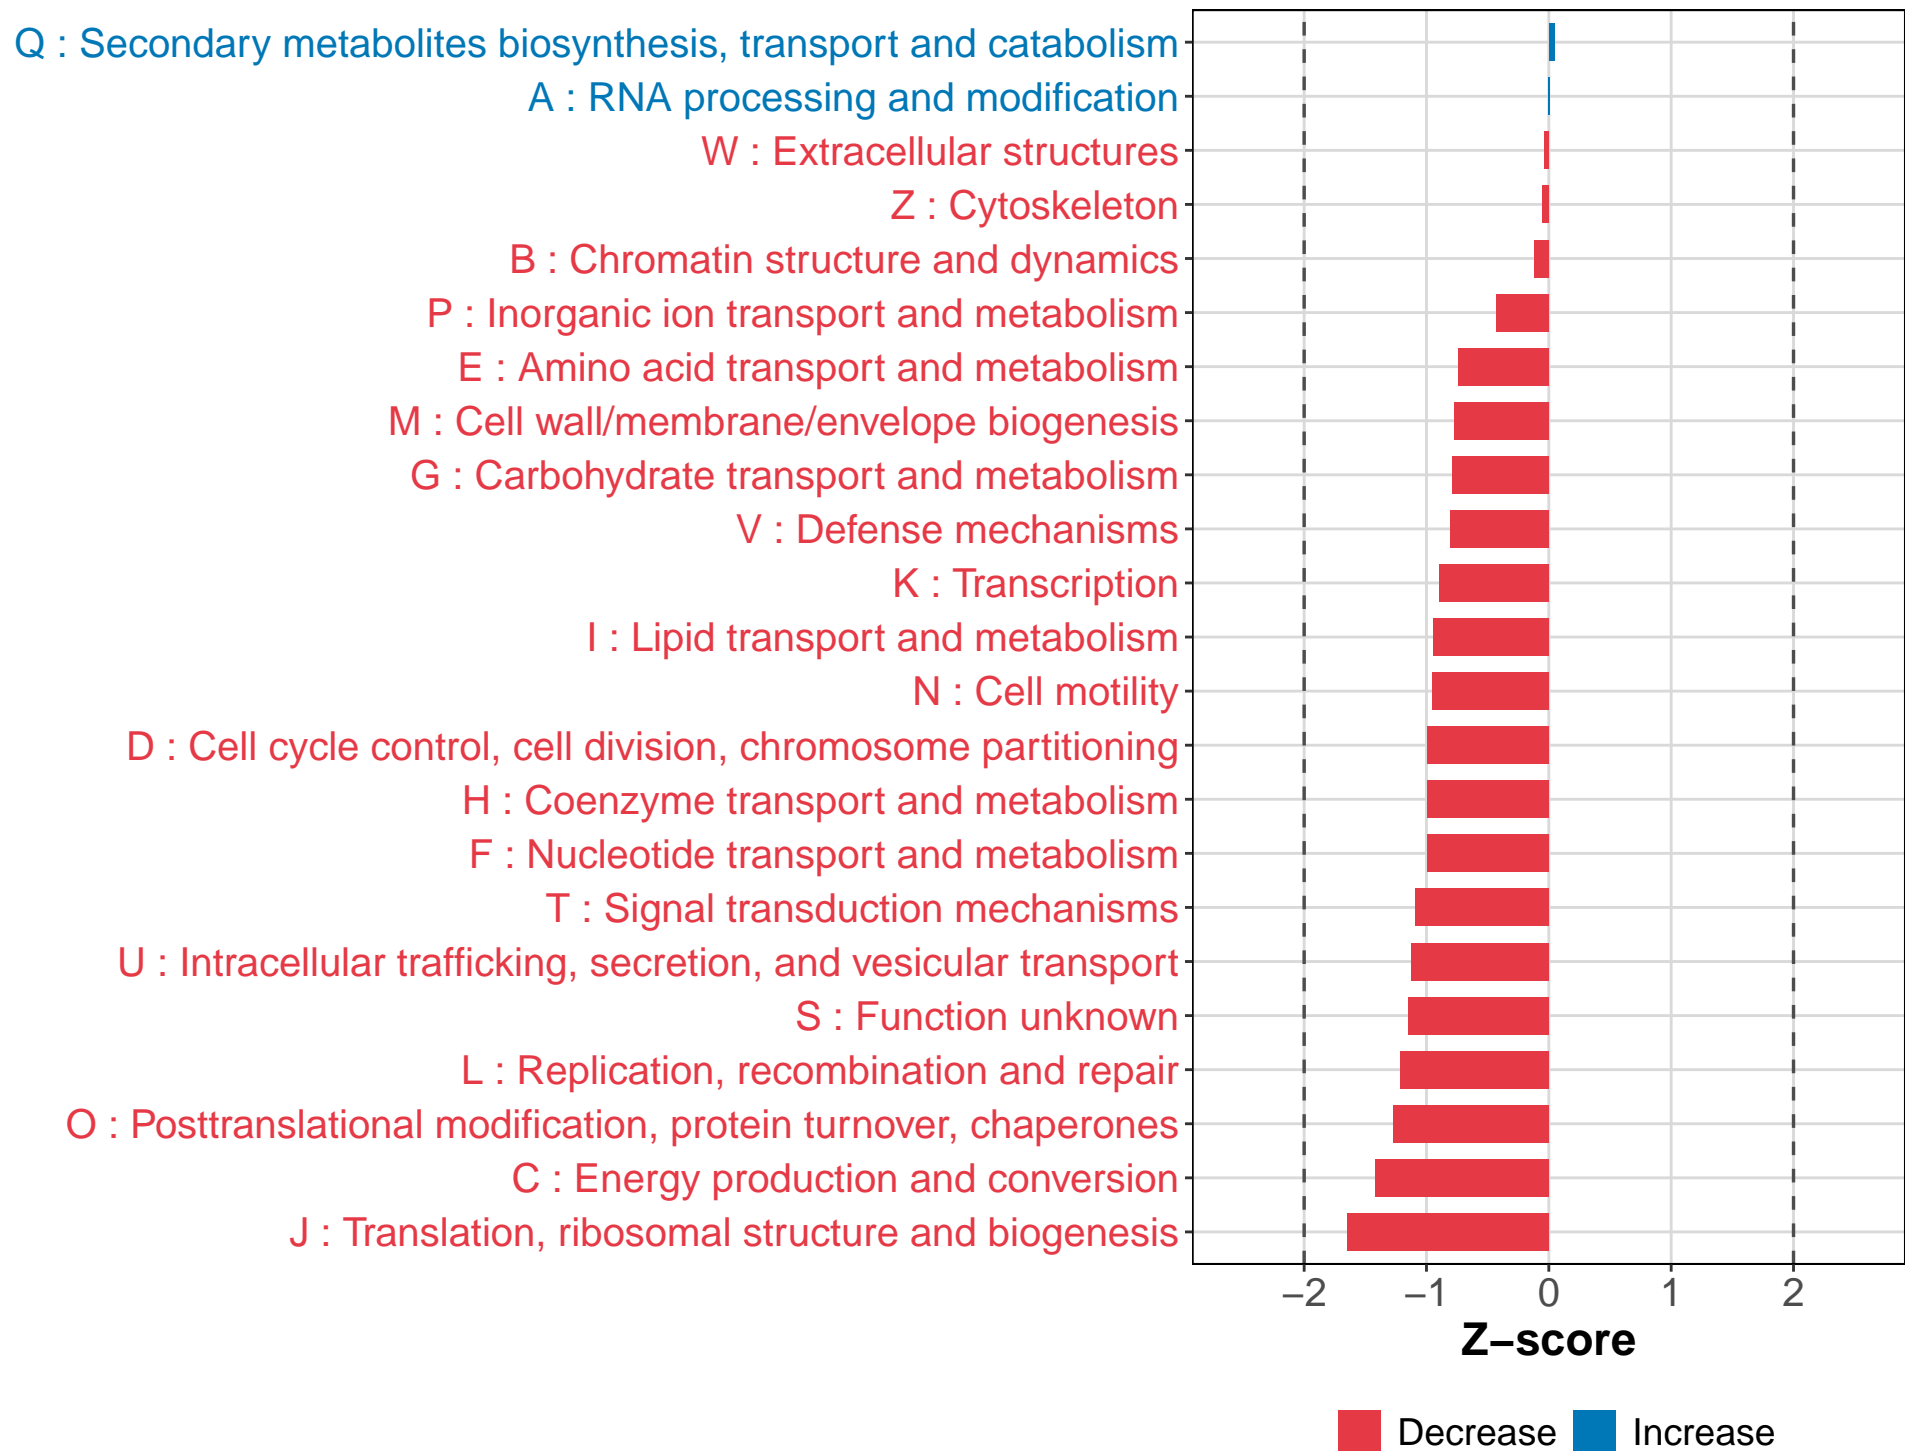 Q : Secondary metabolites biosynthesis, transport and catabolism
A : RNA processing and modification
W : Extracellular structures
Z : Cytoskeleton
B : Chromatin structure and dynamics
P : Inorganic ion transport and metabolism
E : Amino acid transport and metabolism
M : Cell wall/membrane/envelope biogenesis
G : Carbohydrate transport and metabolism
V : Defense mechanisms
K : Transcription
I : Lipid transport and metabolism
N : Cell motility
D : Cell cycle control, cell division, chromosome partitioning
H : Coenzyme transport and metabolism
F : Nucleotide transport and metabolism
T : Signal transduction mechanisms
U : Intracellular trafficking, secretion, and vesicular transport
S : Function unknown
L : Replication, recombination and repair
O : Posttranslational modification, protein turnover, chaperones
C : Energy production and conversion
J : Translation, ribosomal structure and biogenesis
−2 −1 0 1 2
Z−score
Decrease Increase